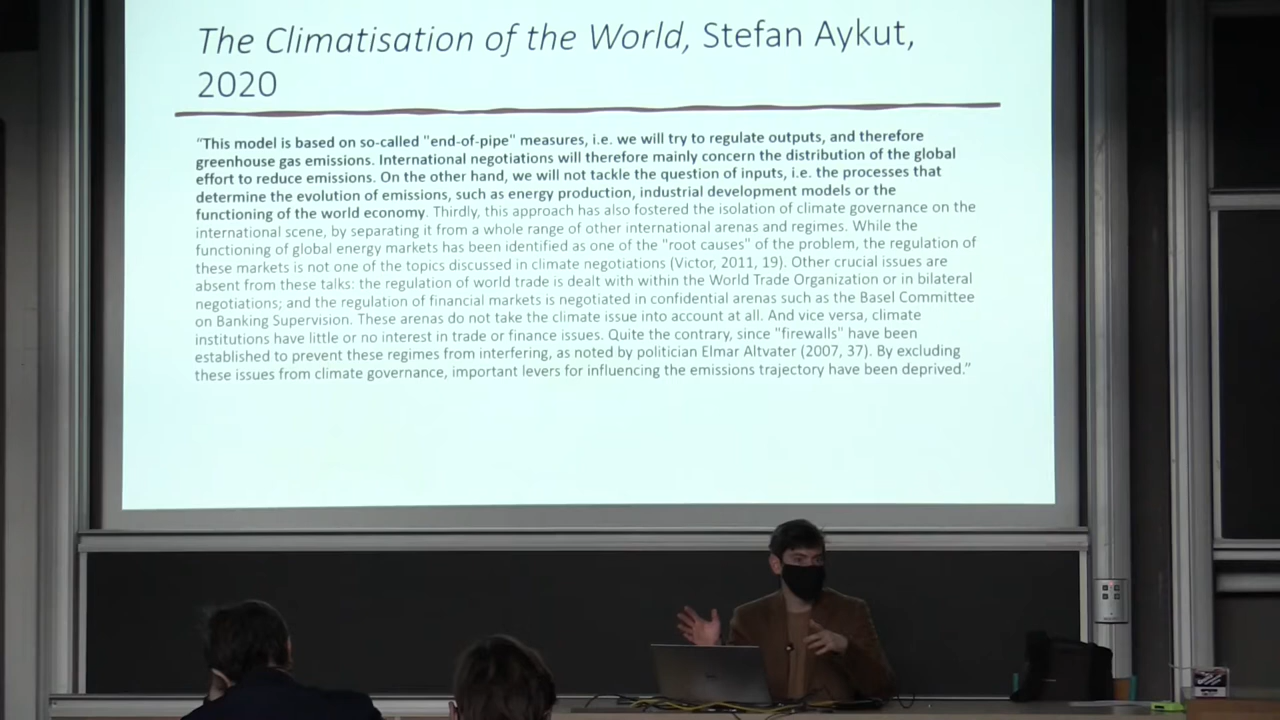 The Climatisation of the World, Stefan Aykut,
2020
“This model is based on so-called "end-of-pipe" measures, i.e. we will try to regulate outputs, and therefore
greenhouse gas emissions. International negotiations will therefore mainly concern the distribution of the global
effort to reduce emissions. On the other hand, we will not tackle the question of inputs, i.e. the processes that
determine the evolution of emissions, such as energy production, industrial development models or the
functioning of the world economy. Thirdly, this approach has also fostered the isolation of climate governance on the
international scene, by separating it from a whole range of other international arenas and regimes. While the
functioning of global energy markets has been identified as one of the "root causes" of the problem, the regulation of
these markets is not one of the topics discussed in climate negotiations (Victor, 2011, 19). Other crucial issues are
absent from these talks: the regulation of world trade is dealt with within the World Trade Organization or in bilateral
negotiations; and the regulation of financial markets is negotiated in confidential arenas such as the Basel Committee
on Banking Supervision. These arenas do not take the climate issue into account at all. And vice versa, climate
institutions have little or no interest in trade or finance issues. Quite the contrary, since "firewalls" have been
established to prevent these regimes from interfering, as noted by politician Elmar Altvater (2007, 37). By excluding
these issues from climate governance, important levers for influencing the emissions trajectory have been deprived.”